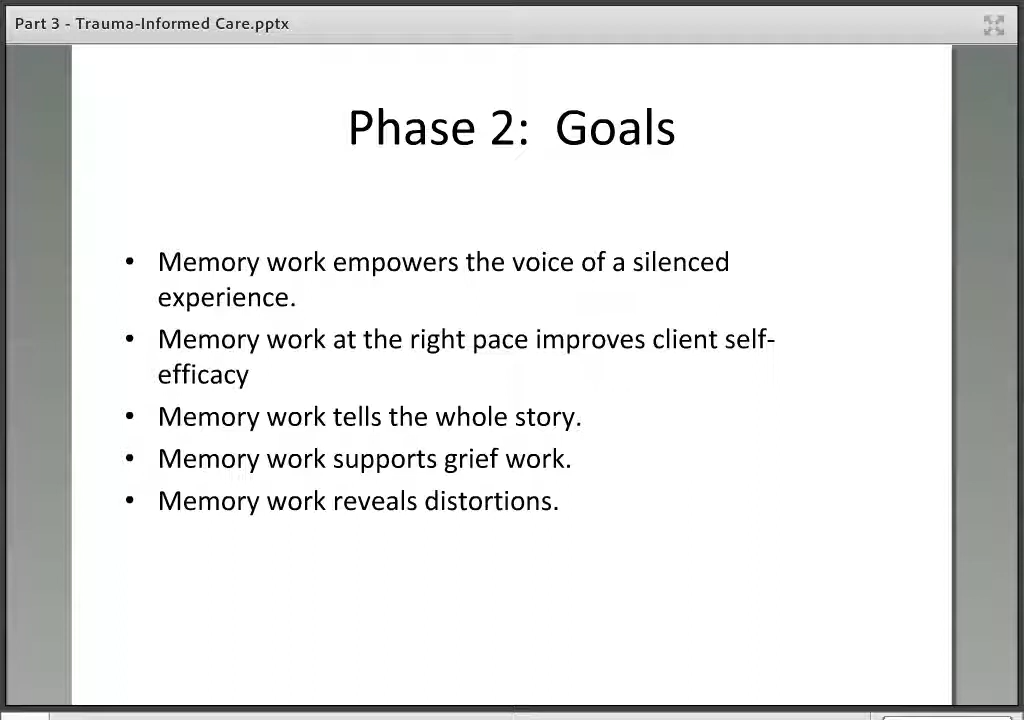 Part 3 - Trauma-Informed Care.pptx
Phase 2:  Goals
• Memory work empowers the voice of a silenced
experience.
• Memory work at the right pace improves client self-
efficacy
• Memory work tells the whole story.
• Memory work supports grief work.
• Memory work reveals distortions.